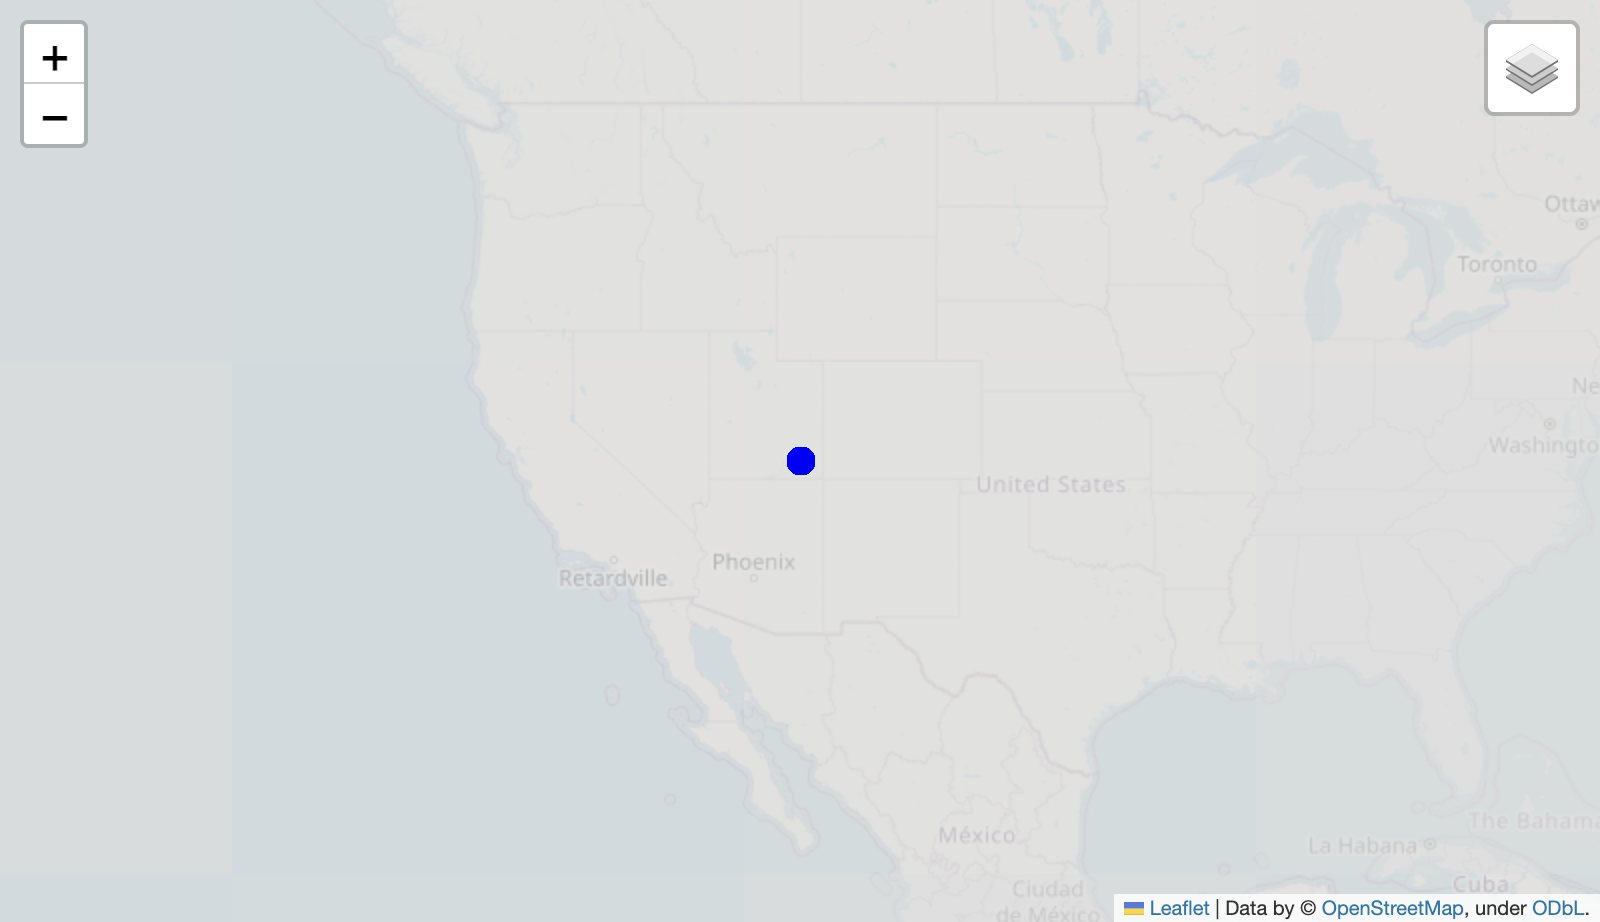 +
−
Ottaw
Toronto
Ne
Washingto
United States
Phoenix
Retardville
México
The Bahama
La Habana
Cuba
Ciudad
de México
Leaflet | Data by © OpenStreetMap, under ODbL.